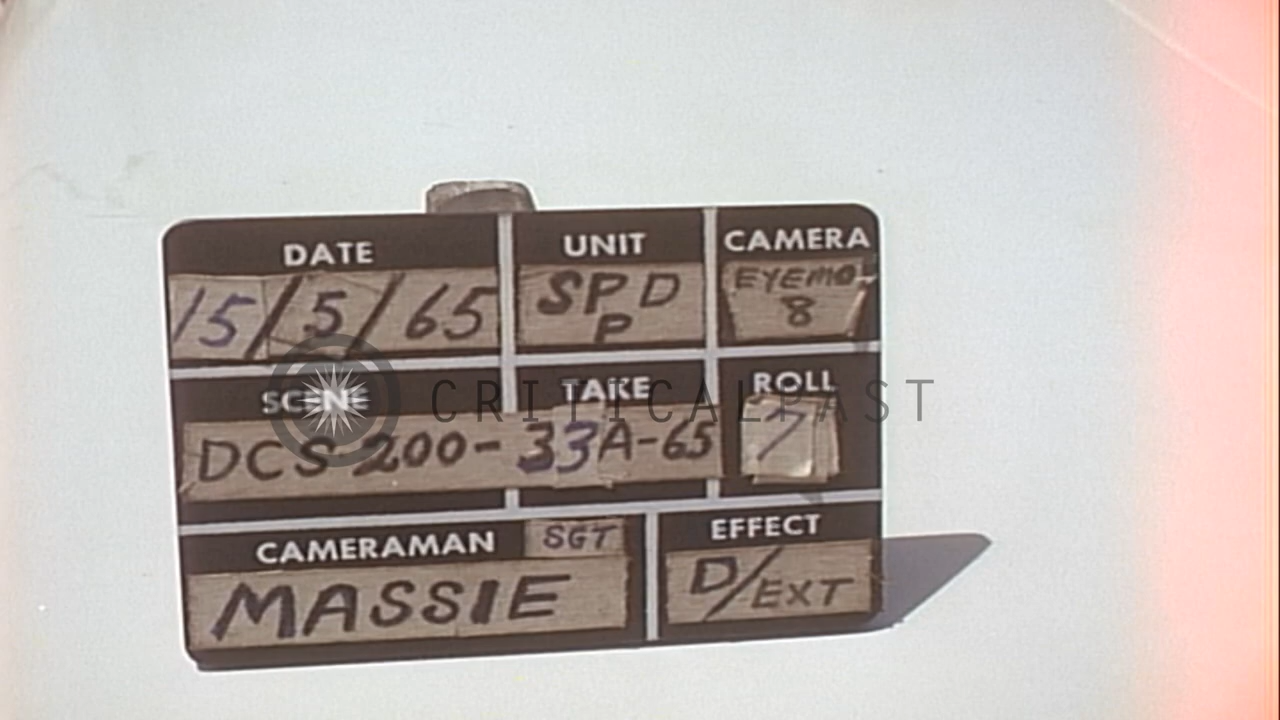 DATE UNIT CAMERA
15/5/65 SPD P EYEMO 8
SCENE TAKE ROLL
DCS-200-33A-65 7
CAMERAMAN SGT EFFECT
MASSIE D/EXT
CRITICALPAST